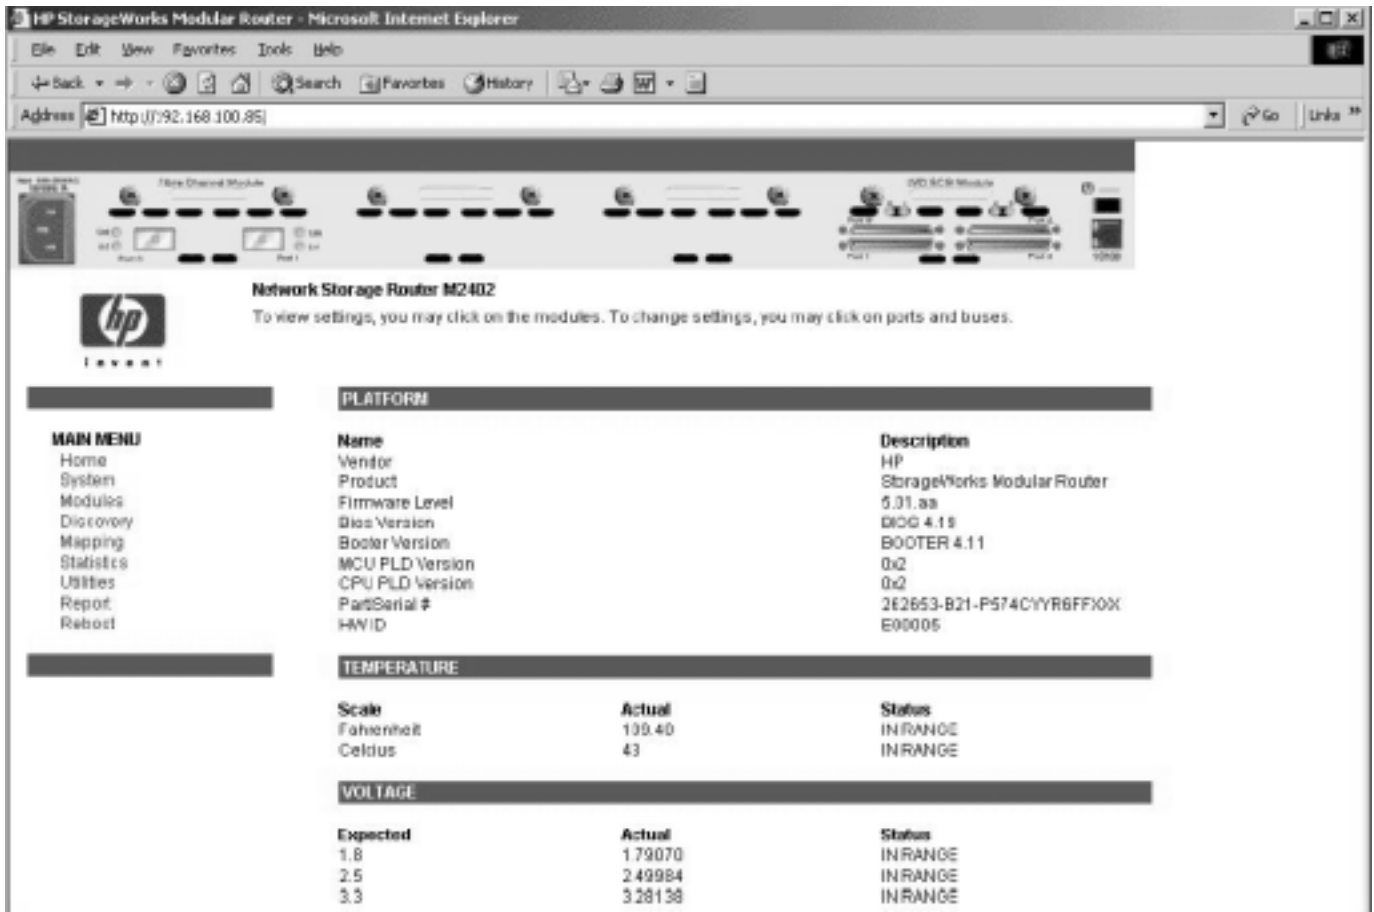 HP StorageWorks Modular Router - Microsoft Internet Explorer
File Edit View Favorites Tools Help
Back Search Favorites History
Address http://192.168.100.85/ Go Links »
Fibre Channel Module LVD SCSI Module
Network Storage Router M2402
To view settings, you may click on the modules. To change settings, you may click on ports and buses.
hp
invent
PLATFORM
MAIN MENU
Home
System
Modules
Discovery
Mapping
Statistics
Utilities
Report
Reboot
Name Description
Vendor HP
Product StorageWorks Modular Router
Firmware Level 5.01.aa
Bios Version BIOS 4.19
Booter Version BOOTER 4.11
MCU PLD Version 0x2
CPU PLD Version 0x2
Part/Serial # 262653-B21-P574CYYR6FFXXX
HW ID E00005
TEMPERATURE
Scale Actual Status
Fahrenheit 109.40 IN RANGE
Celcius 43 IN RANGE
VOLTAGE
Expected Actual Status
1.8 1.79070 IN RANGE
2.5 2.49984 IN RANGE
3.3 3.28138 IN RANGE